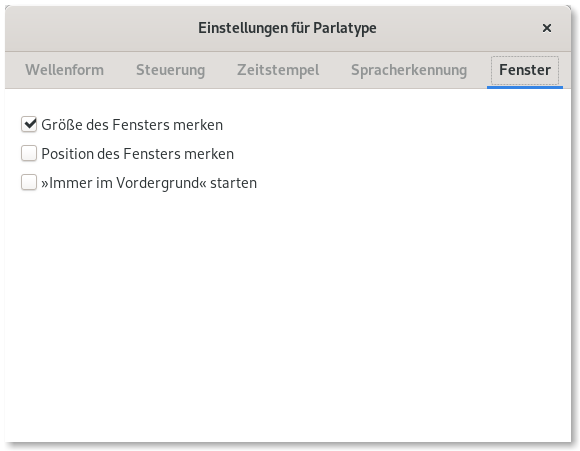 Einstellungen für Parlatype
Wellenform Steuerung Zeitstempel Spracherkennung Fenster
Größe des Fensters merken
Position des Fensters merken
»Immer im Vordergrund« starten